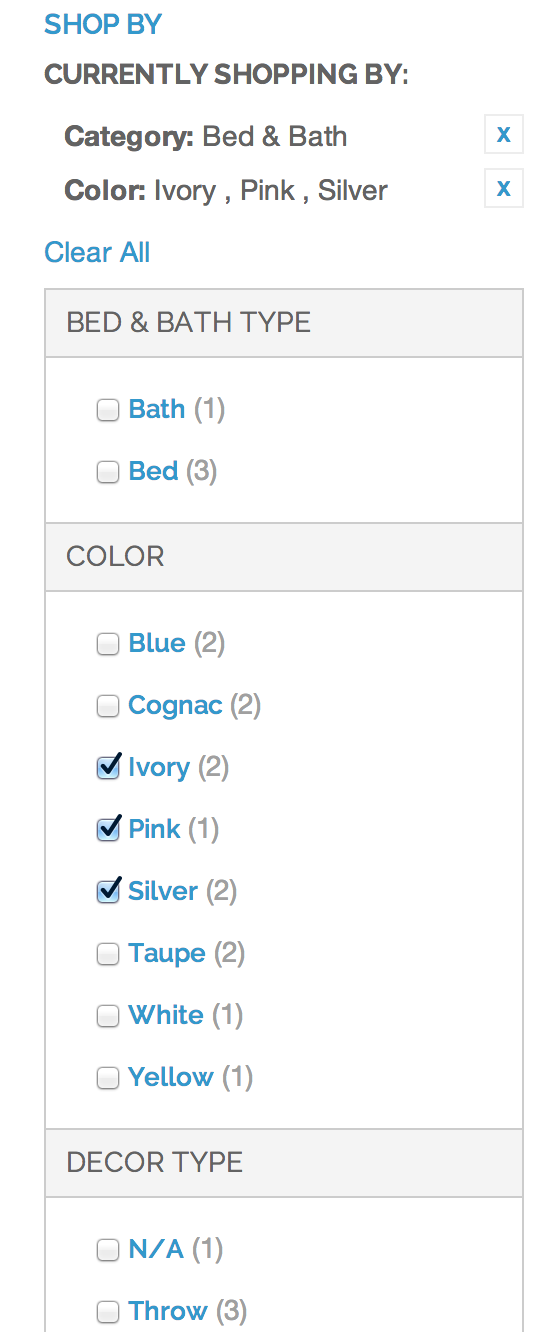 SHOP BY
CURRENTLY SHOPPING BY:
Category: Bed & Bath x
Color: Ivory , Pink , Silver x
Clear All
BED & BATH TYPE
Bath (1)
Bed (3)
COLOR
Blue (2)
Cognac (2)
Ivory (2)
Pink (1)
Silver (2)
Taupe (2)
White (1)
Yellow (1)
DECOR TYPE
N/A (1)
Throw (3)